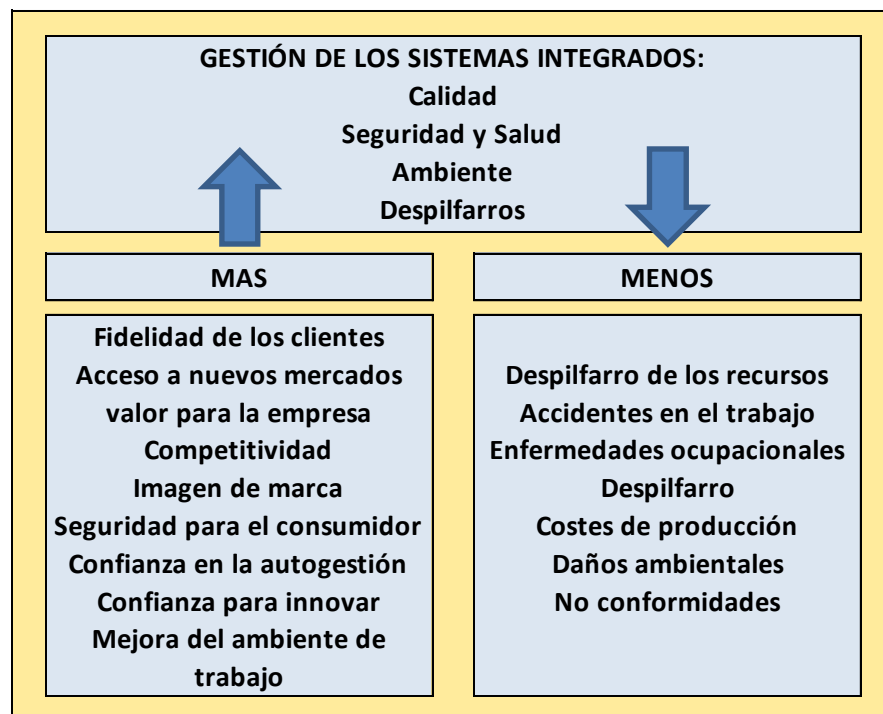 GESTIÓN DE LOS SISTEMAS INTEGRADOS:
Calidad
Seguridad y Salud
Ambiente
Despilfarros
MAS
Fidelidad de los clientes
Acceso a nuevos mercados
valor para la empresa
Competitividad
Imagen de marca
Seguridad para el consumidor
Confianza en la autogestión
Confianza para innovar
Mejora del ambiente de
trabajo
MENOS
Despilfarro de los recursos
Accidentes en el trabajo
Enfermedades ocupacionales
Despilfarro
Costes de producción
Daños ambientales
No conformidades